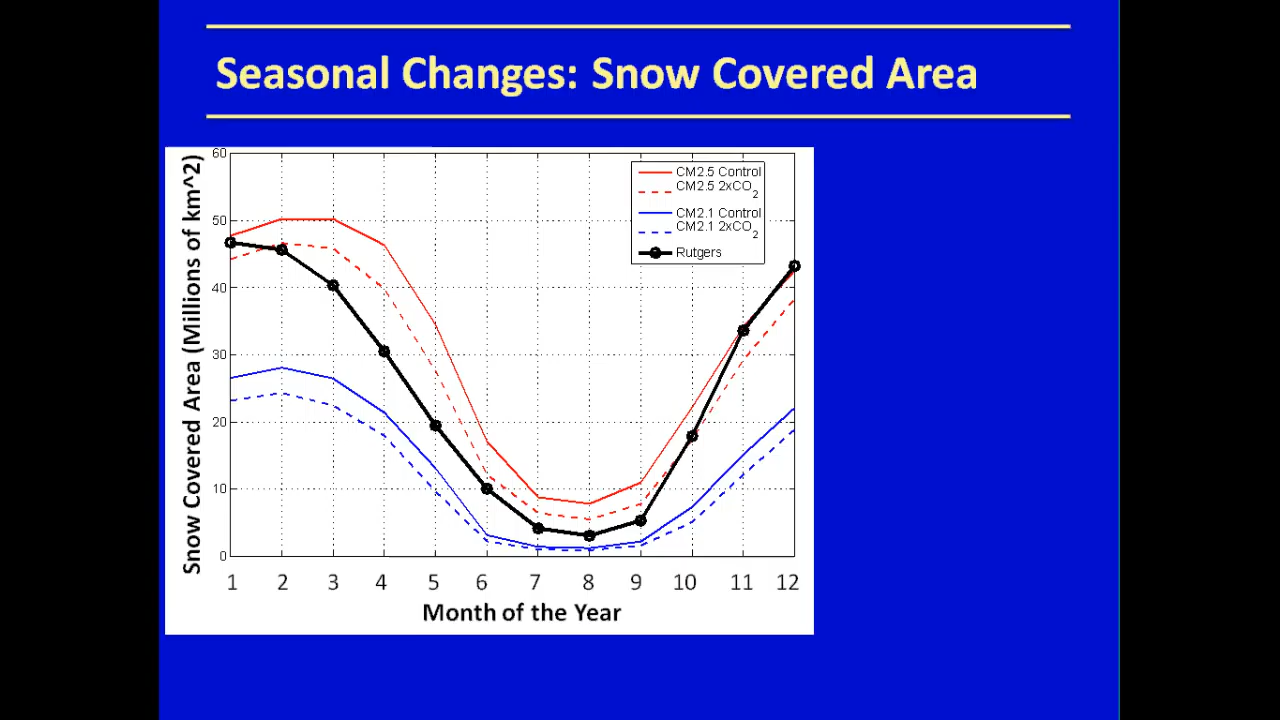 Seasonal Changes: Snow Covered Area
Snow Covered Area (Millions of km^2)
60
50
40
30
20
10
0
CM2.5 Control
CM2.5 2xCO2
CM2.1 Control
CM2.1 2xCO2
Rutgers
1 2 3 4 5 6 7 8 9 10 11 12
Month of the Year